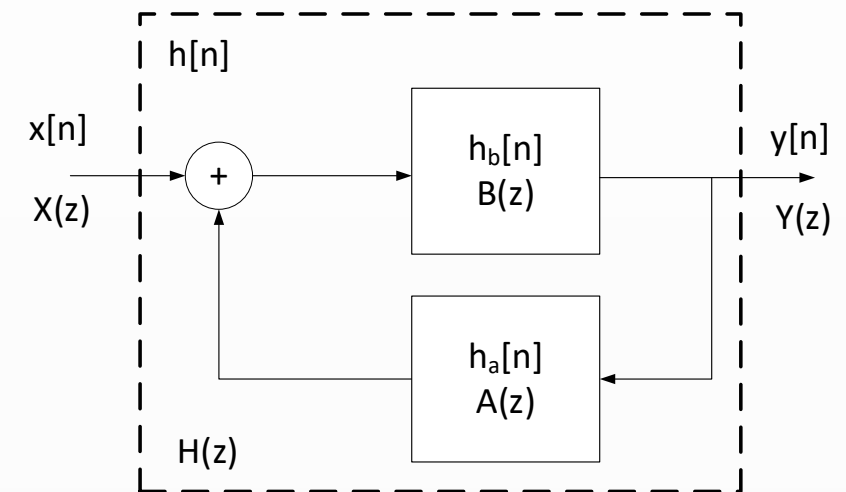 h[n]
x[n]
X(z)
+
h_b[n]
B(z)
y[n]
Y(z)
h_a[n]
A(z)
H(z)